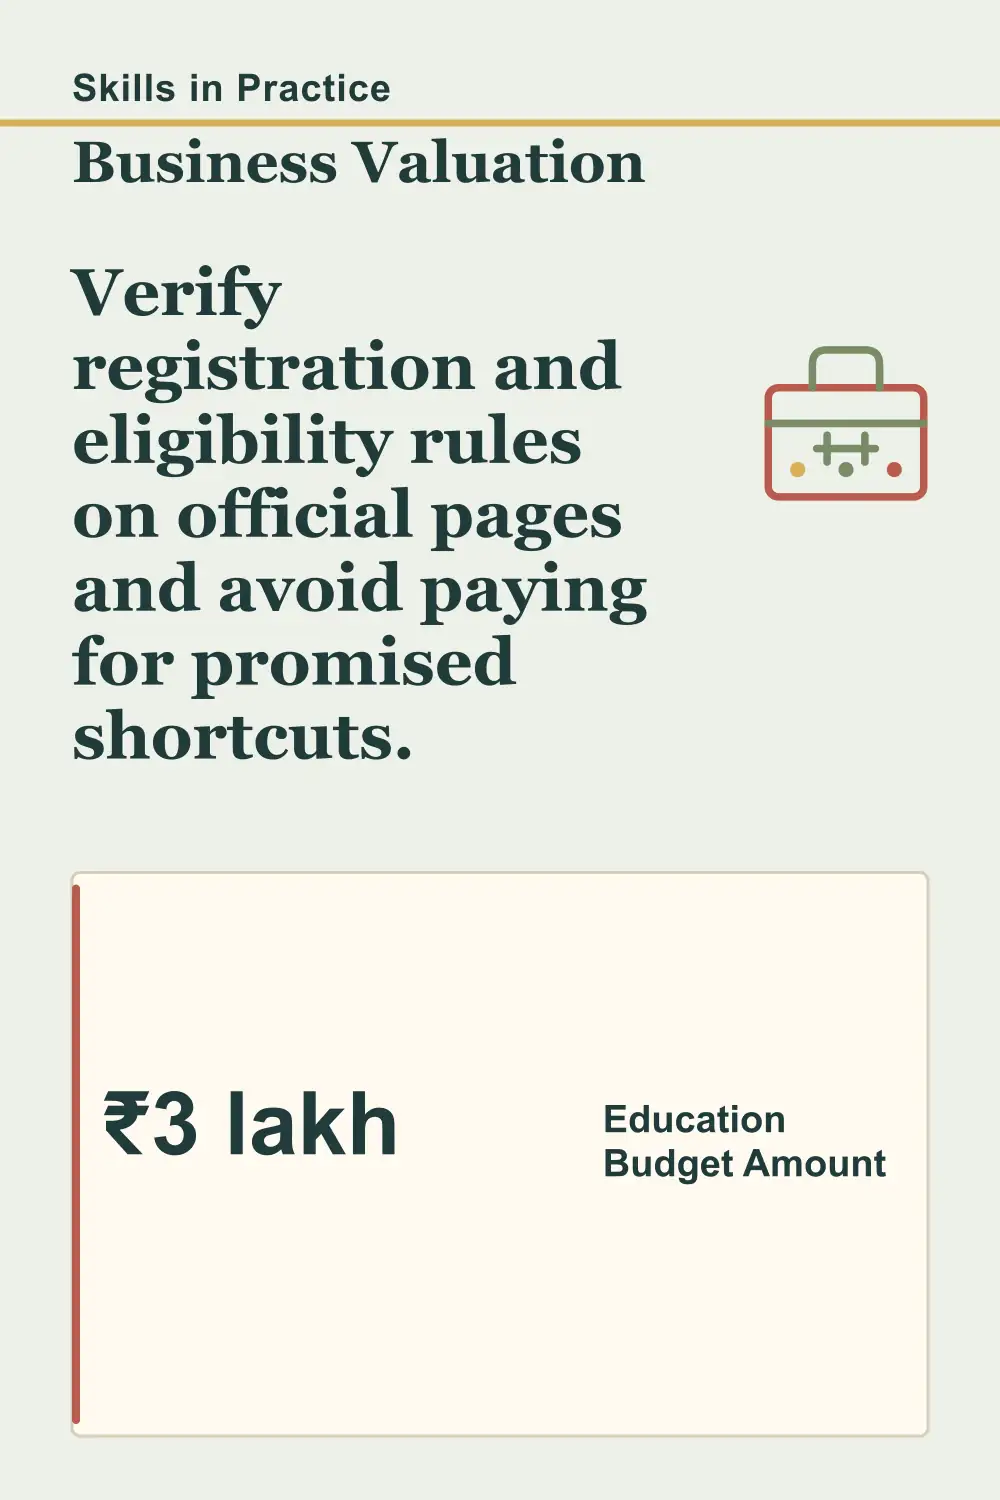 Skills in Practice
Business Valuation
Verify
registration and
eligibility rules
on official pages
and avoid paying
for promised
shortcuts.
₹3 lakh
Education
Budget Amount